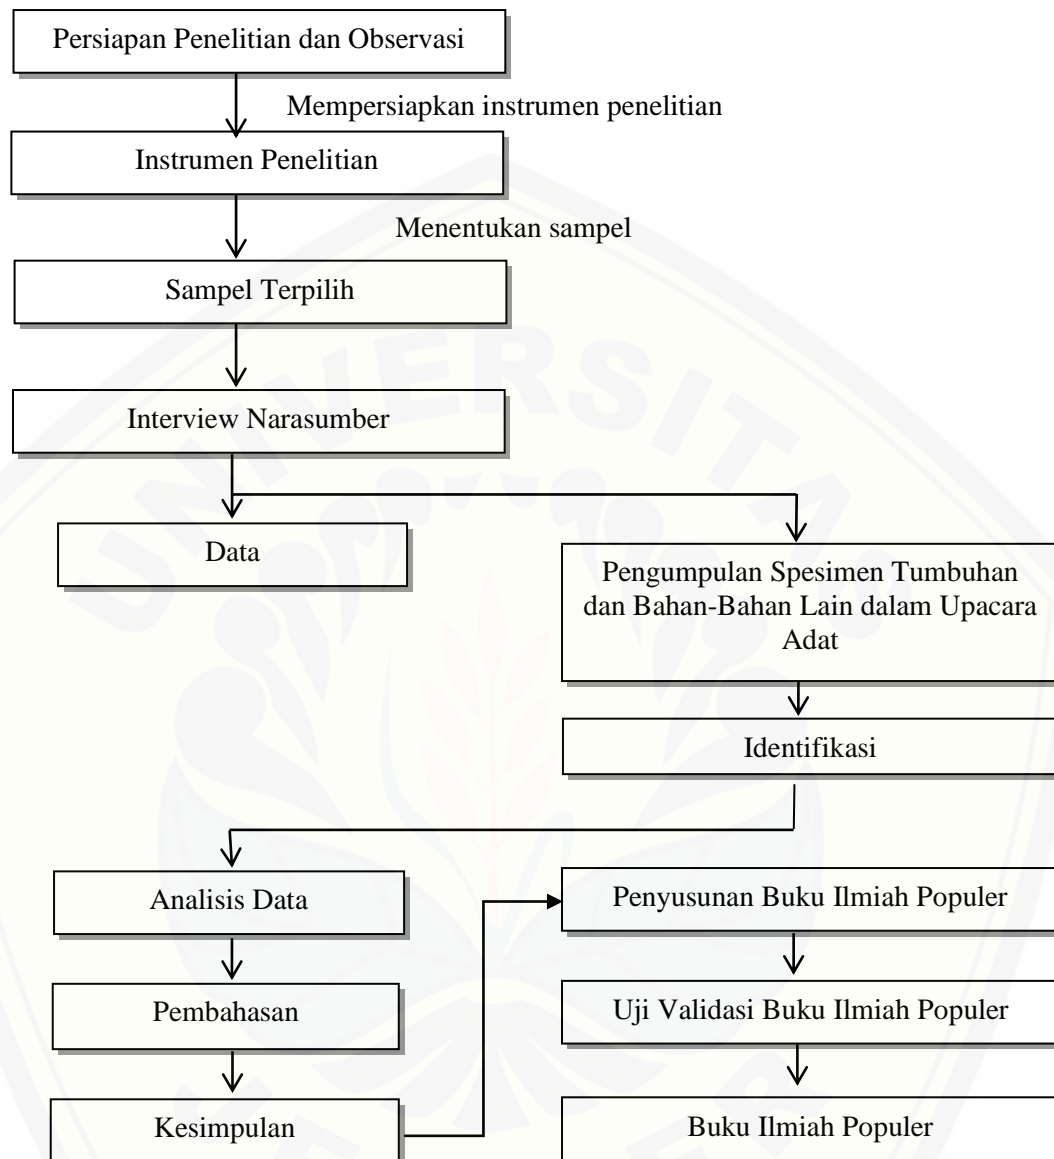 Persiapan Penelitian dan Observasi
Mempersiapkan instrumen penelitian
Instrumen Penelitian
Menentukan sampel
Sampel Terpilih
Interview Narasumber
Data
Pengumpulan Spesimen Tumbuhan
dan Bahan-Bahan Lain dalam Upacara
Adat
Identifikasi
Analisis Data
Pembahasan
Kesimpulan
Penyusunan Buku Ilmiah Populer
Uji Validasi Buku Ilmiah Populer
Buku Ilmiah Populer
UNIVERSITAS